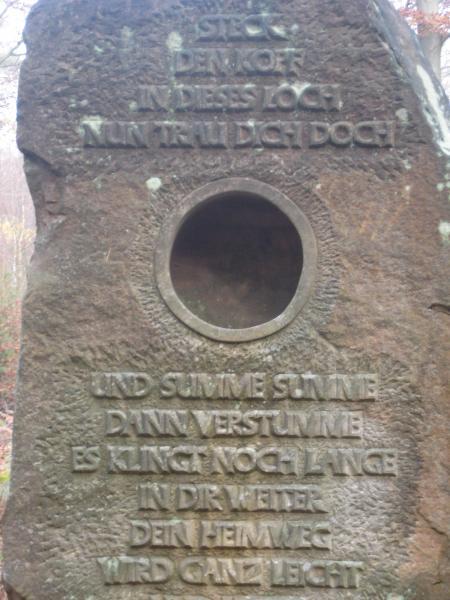 STECK
DEN KOPF
IN DIESES LOCH
NUN TRAU DICH DOCH
UND SUMME SUMME
DANN VERSTUMME
ES KLINGT NOCH LANGE
IN DIR WEITER
DEIN HEIMWEG
WIRD GANZ LEICHT